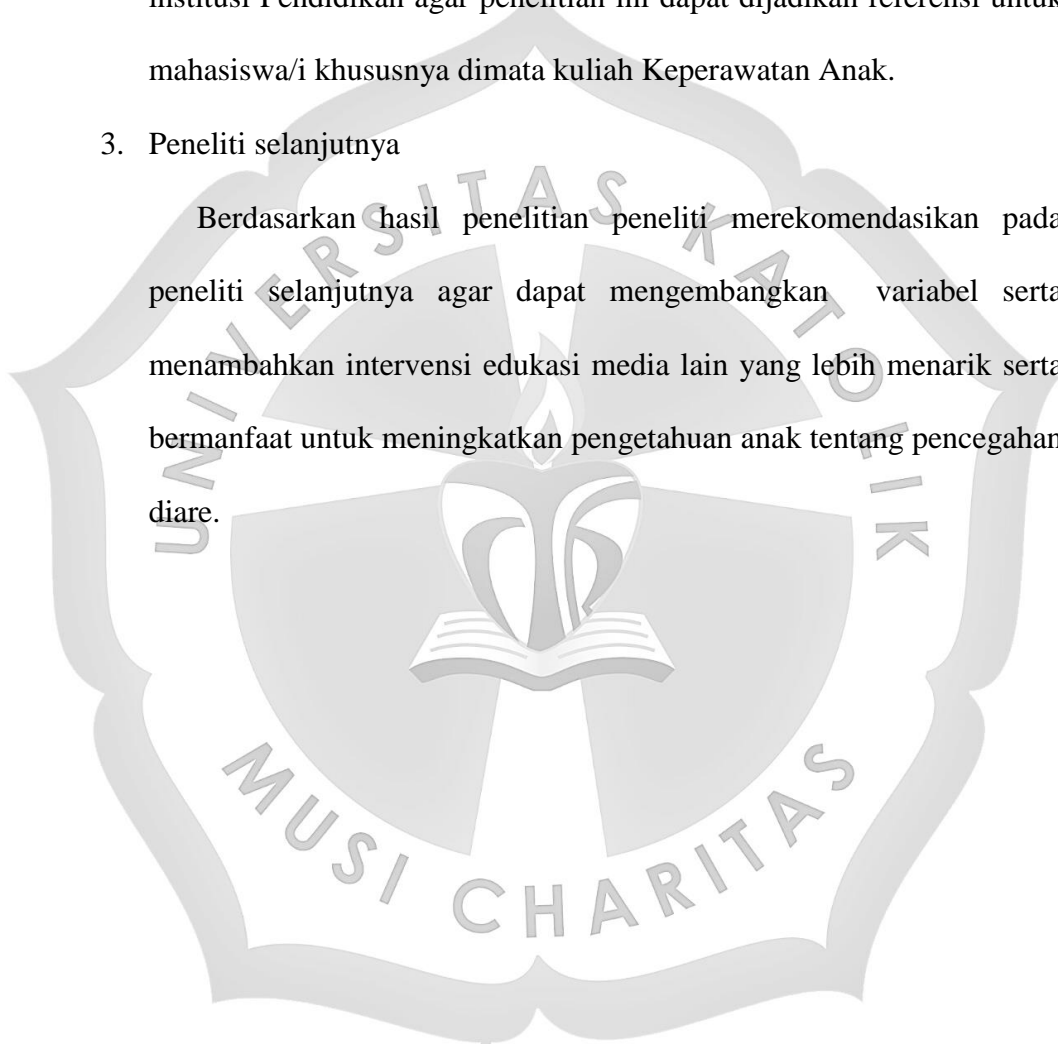 institusi Pendidikan agar penelitian ini dapat dijadikan referensi untuk
mahasiswa/i khususnya dimata kuliah Keperawatan Anak.
3. Peneliti selanjutnya
Berdasarkan hasil penelitian peneliti merekomendasikan pada
peneliti selanjutnya agar dapat mengembangkan variabel serta
menambahkan intervensi edukasi media lain yang lebih menarik serta
bermanfaat untuk meningkatkan pengetahuan anak tentang pencegahan
diare.
UNIVERSITAS KATOLIK
MUSI CHARITAS